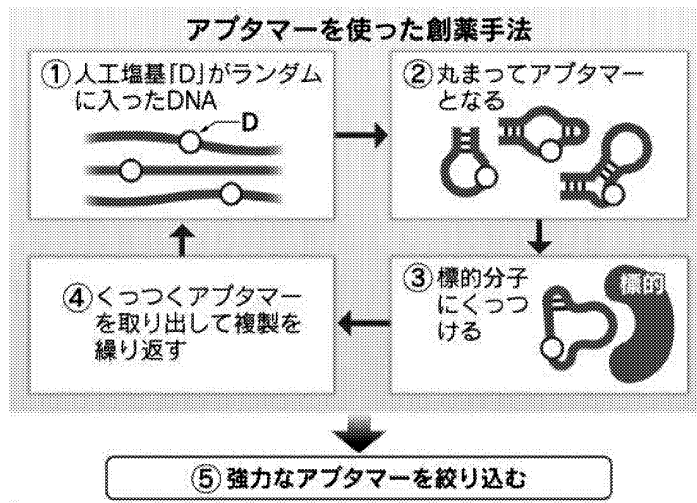 アプタマーを使った創薬手法
①人工塩基「D」がランダム
に入ったDNA
D
②丸まってアプタマー
となる
③標的分子
にくっつ
ける
標的
④くっつくアプタマー
を取り出して複製を
繰り返す
⑤強力なアプタマーを絞り込む